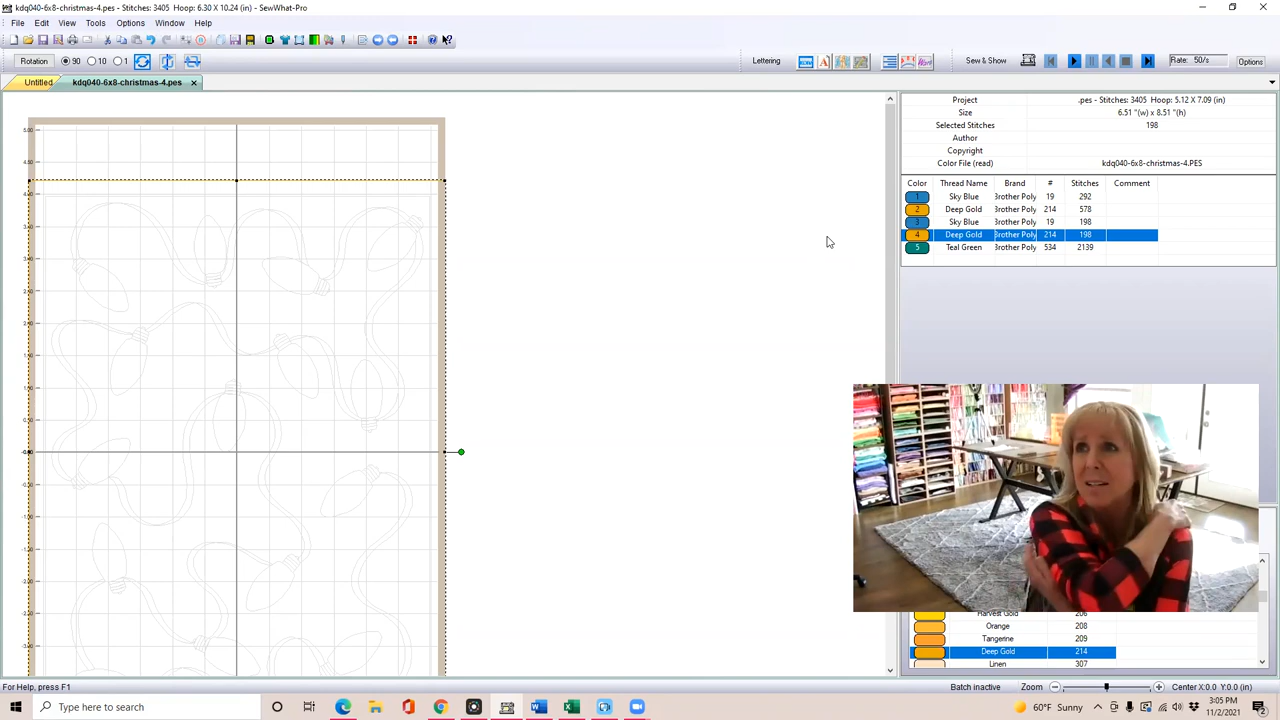 kdq040-6x8-christmas-4.pes - Stitches: 3405 Hoop: 6.30 X 10.24 (in) - SewWhat-Pro
File Edit View Tools Options Window Help
Rotation 90 10 1 Lettering Sew & Show Rate: 50/s Options
Untitled kdq040-6x8-christmas-4.pes
Project .pes - Stitches: 3405 Hoop: 5.12 X 7.09 (in)
Size 6.51 "(w) x 8.51 "(h)
Selected Stitches 198
Author
Copyright
Color File (read) kdq040-6x8-christmas-4.PES
Color Thread Name Brand # Stitches Comment
1 Sky Blue Brother Poly 19 292
2 Deep Gold Brother Poly 214 578
3 Sky Blue Brother Poly 19 198
4 Deep Gold Brother Poly 214 198
5 Teal Green Brother Poly 534 2139
Harvest Gold 206
Orange 208
Tangerine 209
Deep Gold 214
Linen 307
For Help, press F1 Batch inactive Zoom Center X:0.0 Y:0.0 (in)
Type here to search 60°F Sunny 3:05 PM
11/2/2021